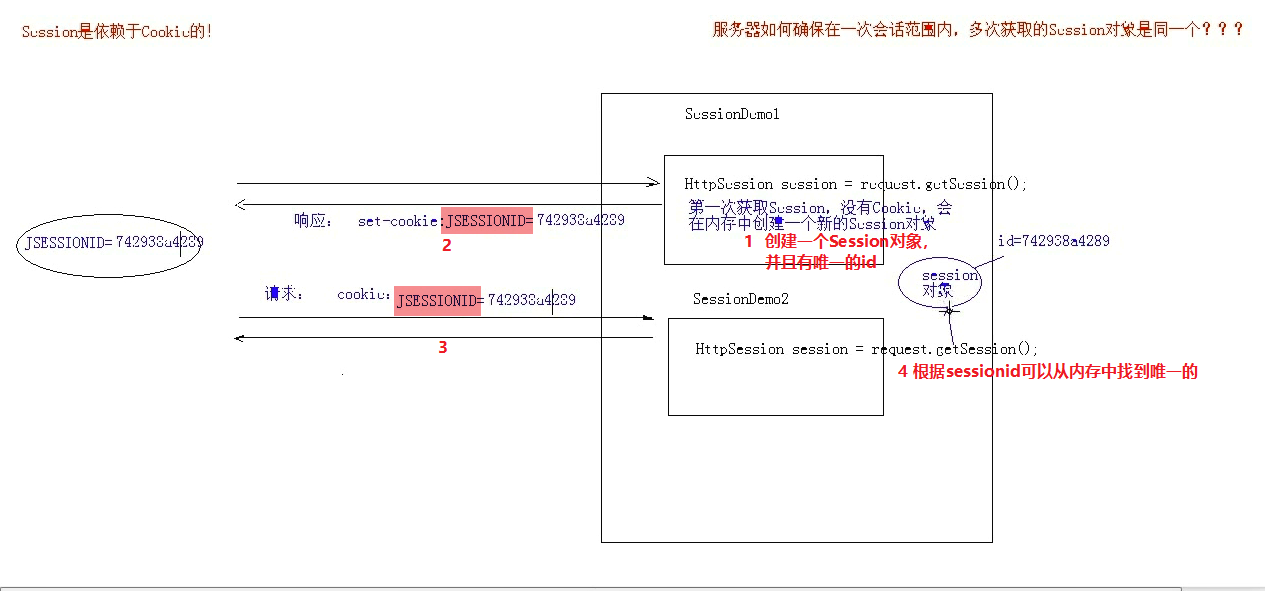 Session是依赖于Cookie的!
服务器如何确保在一次会话范围内，多次获取的Session对象是同一个？？？
SessionDemo1
HttpSession session = request.getSession();
第一次获取Session，没有Cookie，会
在内存中创建一个新的Session对象
1 创建一个Session对象，
并且有唯一的id
响应： set-cookie:JSESSIONID=742938a4289
2
JSESSIONID=742938a4289
id=742938a4289
session
对象
请求： cookie：JSESSIONID=742938a4289
3
SessionDemo2
HttpSession session = request.getSession();
4 根据sessionid可以从内存中找到唯一的